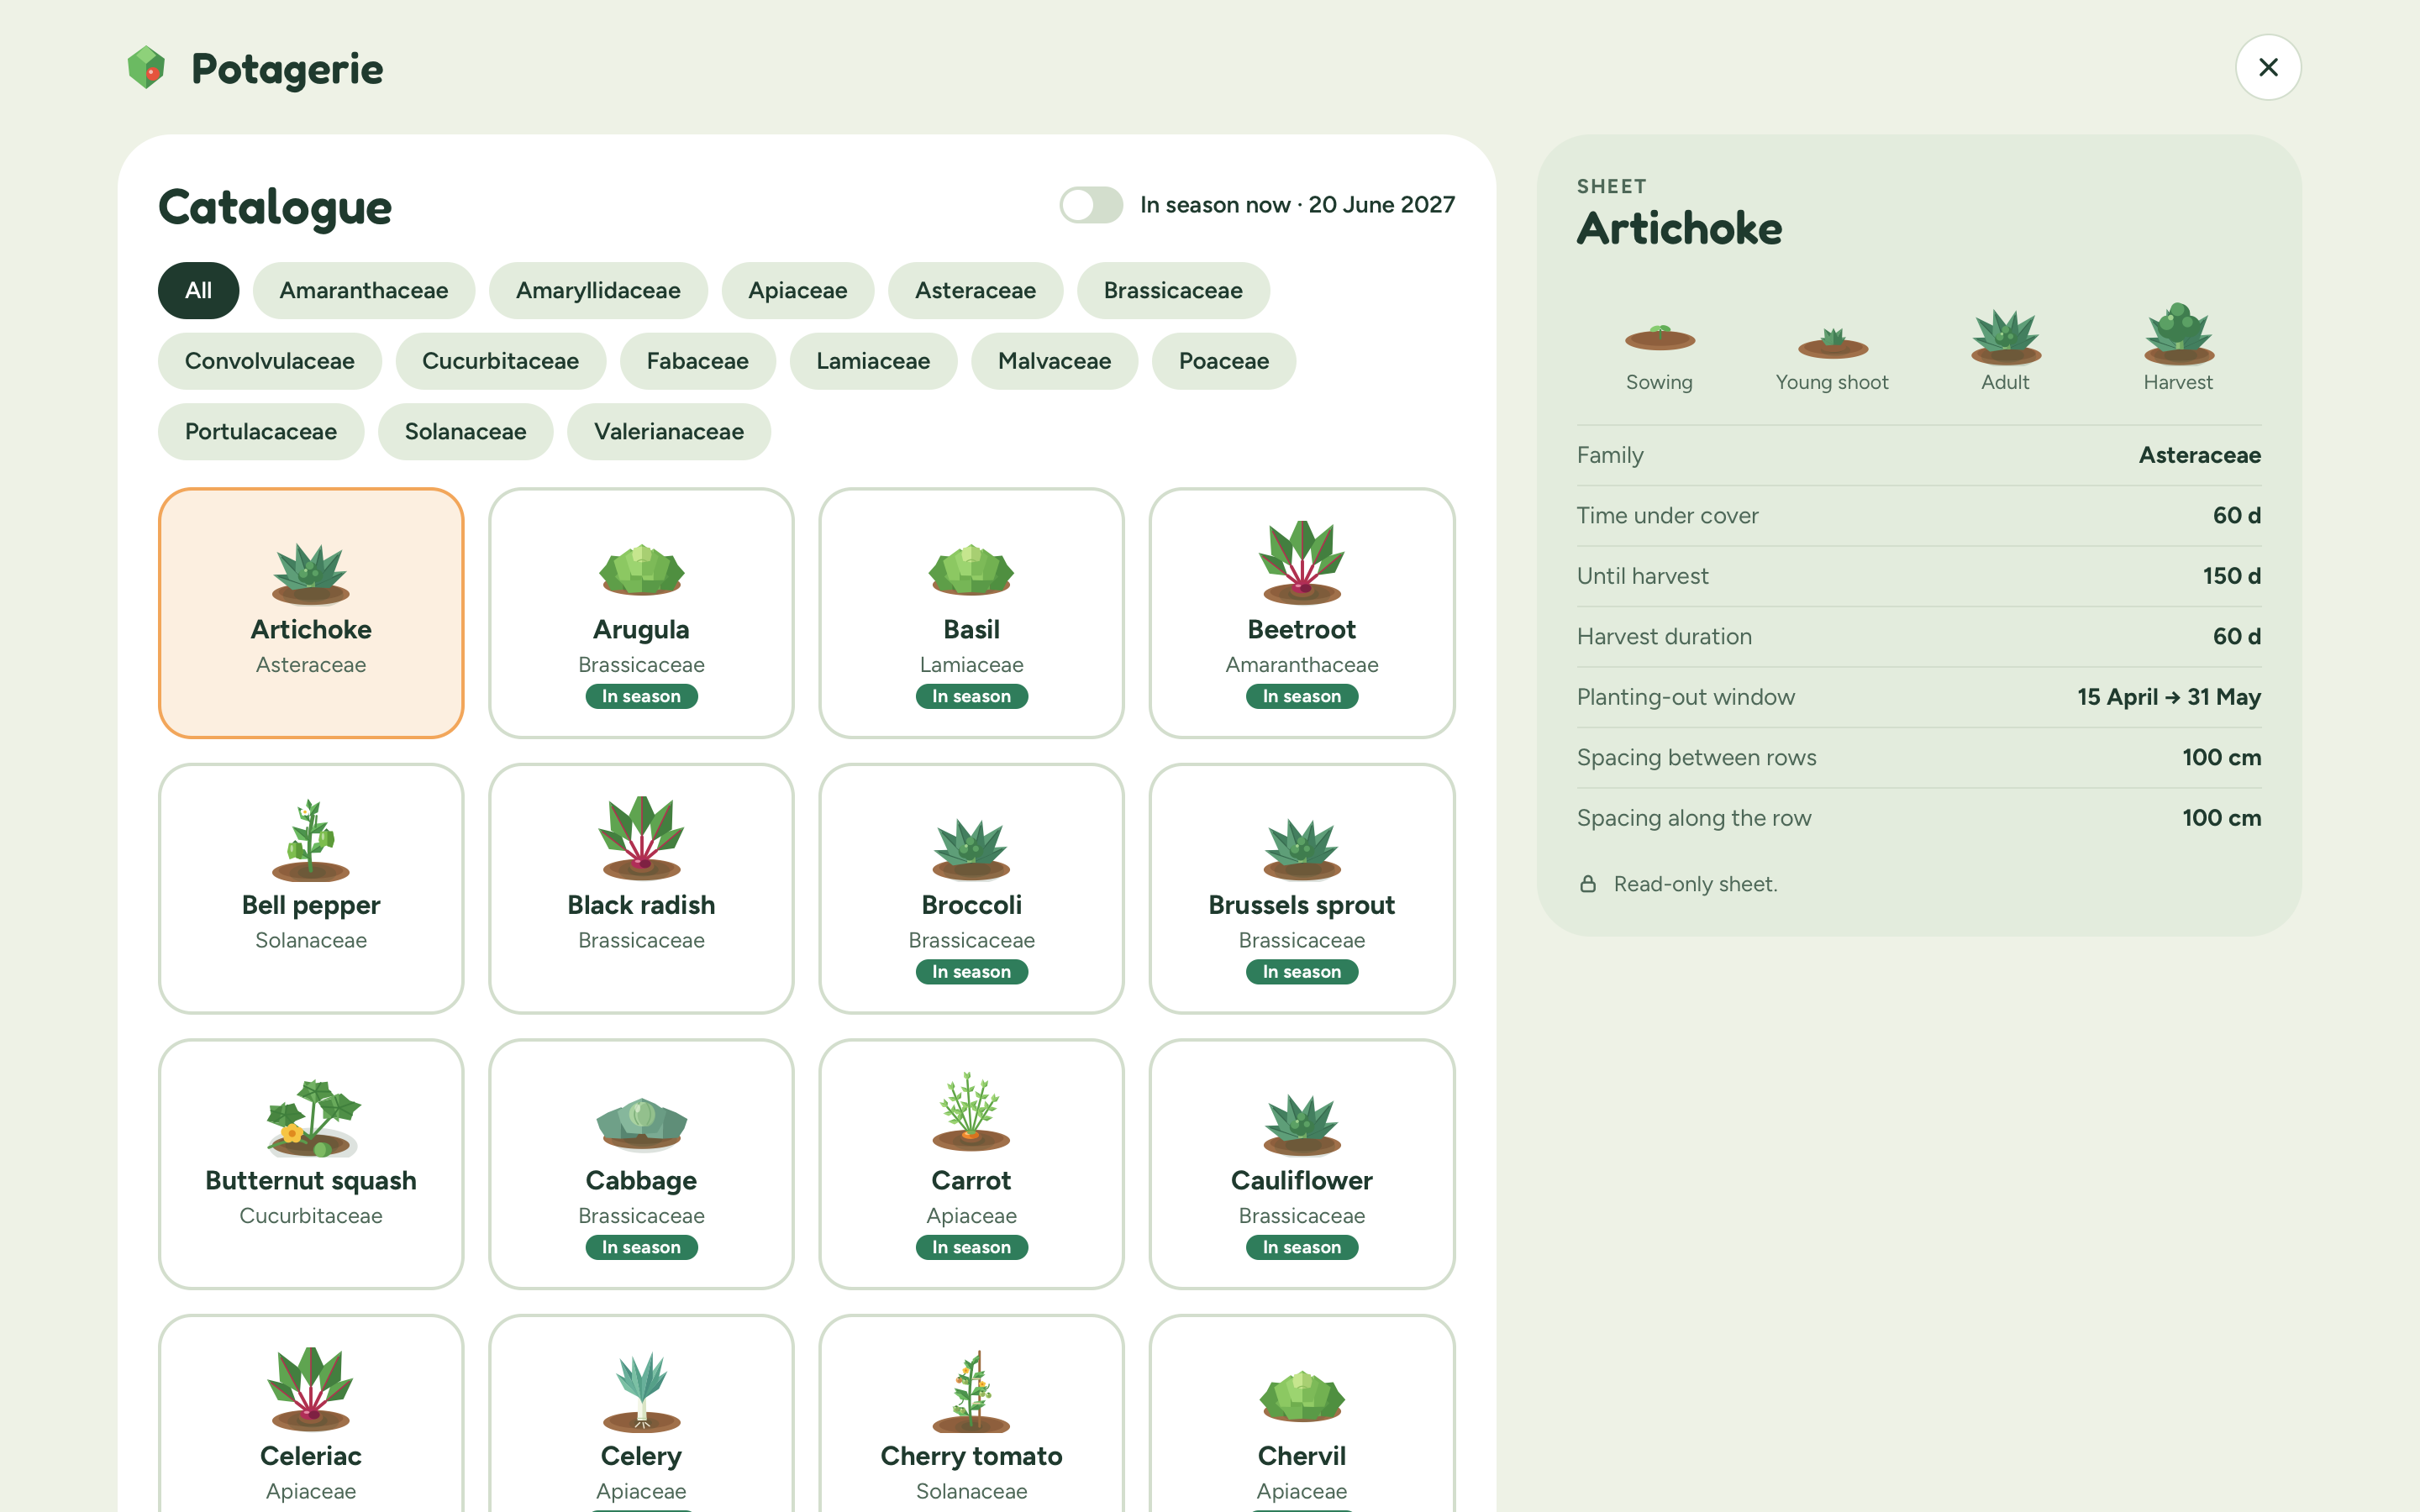 Potagerie
Catalogue
In season now · 20 June 2027
All
Amaranthaceae
Amaryllidaceae
Apiaceae
Asteraceae
Brassicaceae
Convolvulaceae
Cucurbitaceae
Fabaceae
Lamiaceae
Malvaceae
Poaceae
Portulacaceae
Solanaceae
Valerianaceae
Artichoke
Asteraceae
Arugula
Brassicaceae
In season
Basil
Lamiaceae
In season
Beetroot
Amaranthaceae
In season
Bell pepper
Solanaceae
Black radish
Brassicaceae
Broccoli
Brassicaceae
In season
Brussels sprout
Brassicaceae
In season
Butternut squash
Cucurbitaceae
Cabbage
Brassicaceae
In season
Carrot
Apiaceae
In season
Cauliflower
Brassicaceae
In season
Celeriac
Apiaceae
Celery
Apiaceae
Cherry tomato
Solanaceae
Chervil
Apiaceae
SHEET
Artichoke
Sowing
Young shoot
Adult
Harvest
Family
Asteraceae
Time under cover
60 d
Until harvest
150 d
Harvest duration
60 d
Planting-out window
15 April → 31 May
Spacing between rows
100 cm
Spacing along the row
100 cm
Read-only sheet.